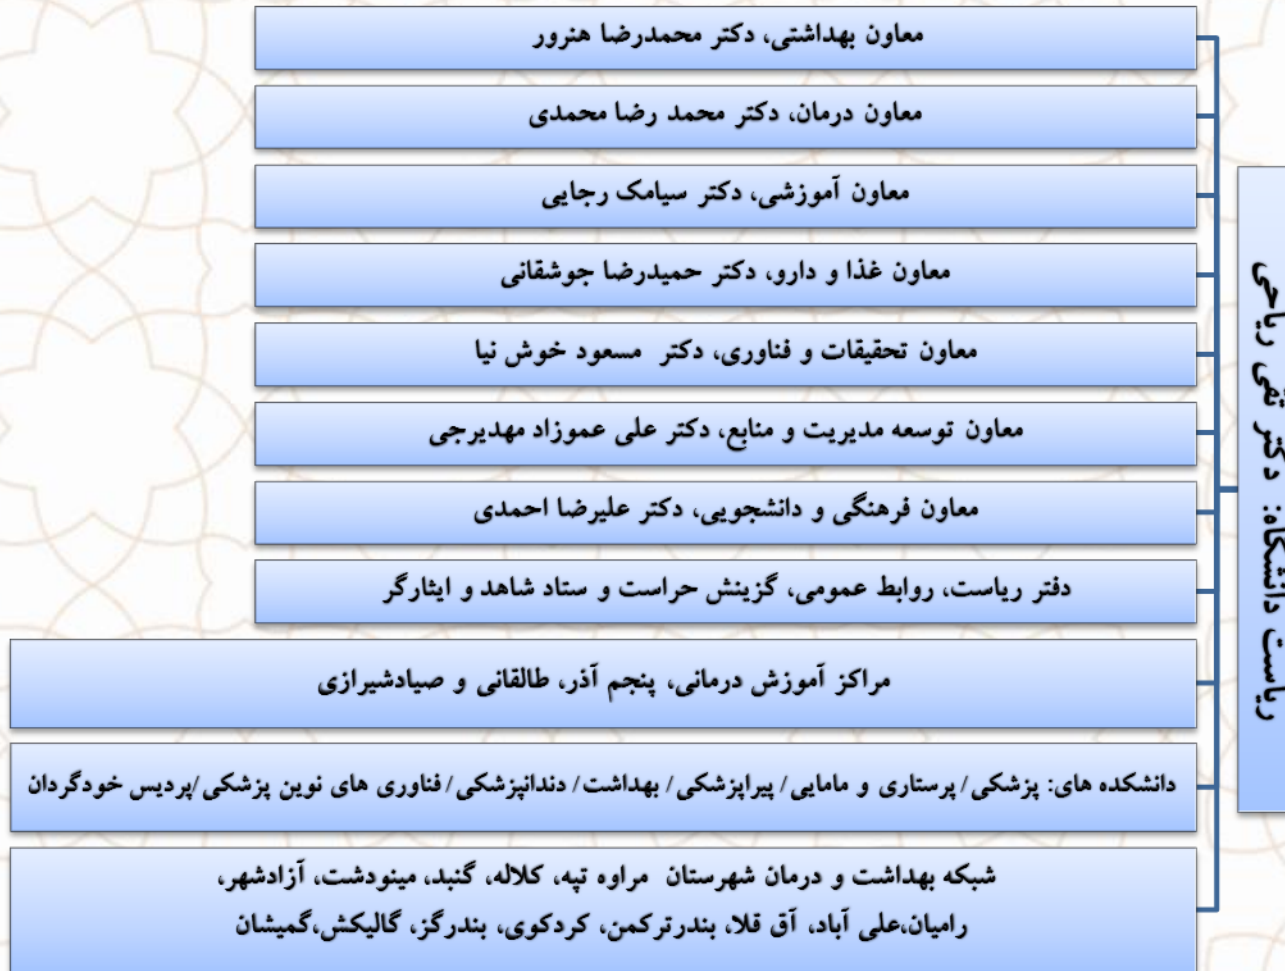 ریاست دانشگاه: دکتر تقی ریاحی
معاون بهداشتی، دکتر محمدرضا هنرور
معاون درمان، دکتر محمد رضا محمدی
معاون آموزشی، دکتر سیامک رجایی
معاون غذا و دارو، دکتر حمیدرضا جوشقانی
معاون تحقیقات و فناوری، دکتر مسعود خوش نیا
معاون توسعه مدیریت و منابع، دکتر علی عموزاد مهدیرجی
معاون فرهنگی و دانشجویی، دکتر علیرضا احمدی
دفتر ریاست، روابط عمومی، گزینش حراست و ستاد شاهد و ایثارگر
مراکز آموزش درمانی، پنجم آذر، طالقانی و صیادشیرازی
دانشکده های: پزشکی/ پرستاری و مامایی/ پیراپزشکی/ بهداشت/ دندانپزشکی/ فناوری های نوین پزشکی/پردیس خودگردان
شبکه بهداشت و درمان شهرستان مراوه تپه، کلاله، گنبد، مینودشت، آزادشهر،
رامیان،علی آباد، آق قلا، بندرترکمن، کردکوی، بندرگز، گالیکش،گمیشان